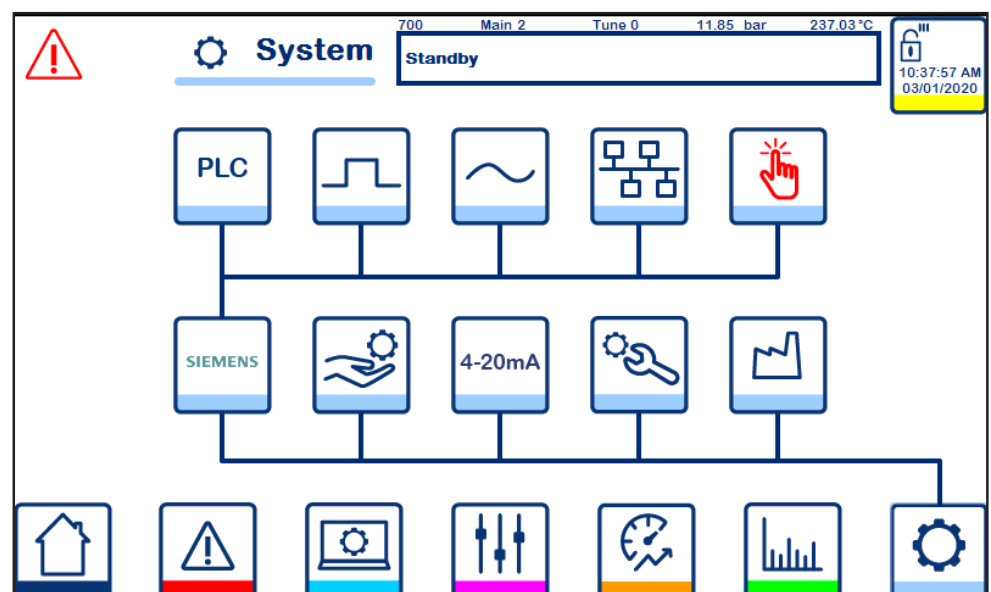 700 Main 2 Tune 0 11.85 bar 237.03 °C
System
Standby
10:37:57 AM
03/01/2020
PLC
SIEMENS
4-20mA